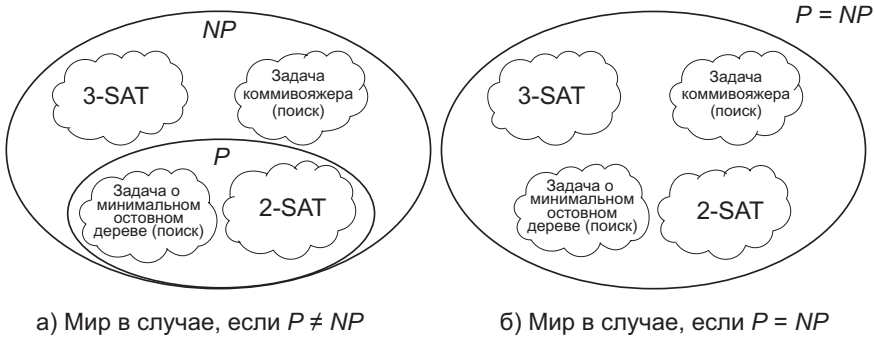 NP
3-SAT
Задача
коммивояжера
(поиск)
P
Задача о
минимальном
остовном
дереве (поиск)
2-SAT
а) Мир в случае, если P ≠ NP
P = NP
3-SAT
Задача
коммивояжера
(поиск)
Задача о
минимальном
остовном
дереве (поиск)
2-SAT
б) Мир в случае, если P = NP